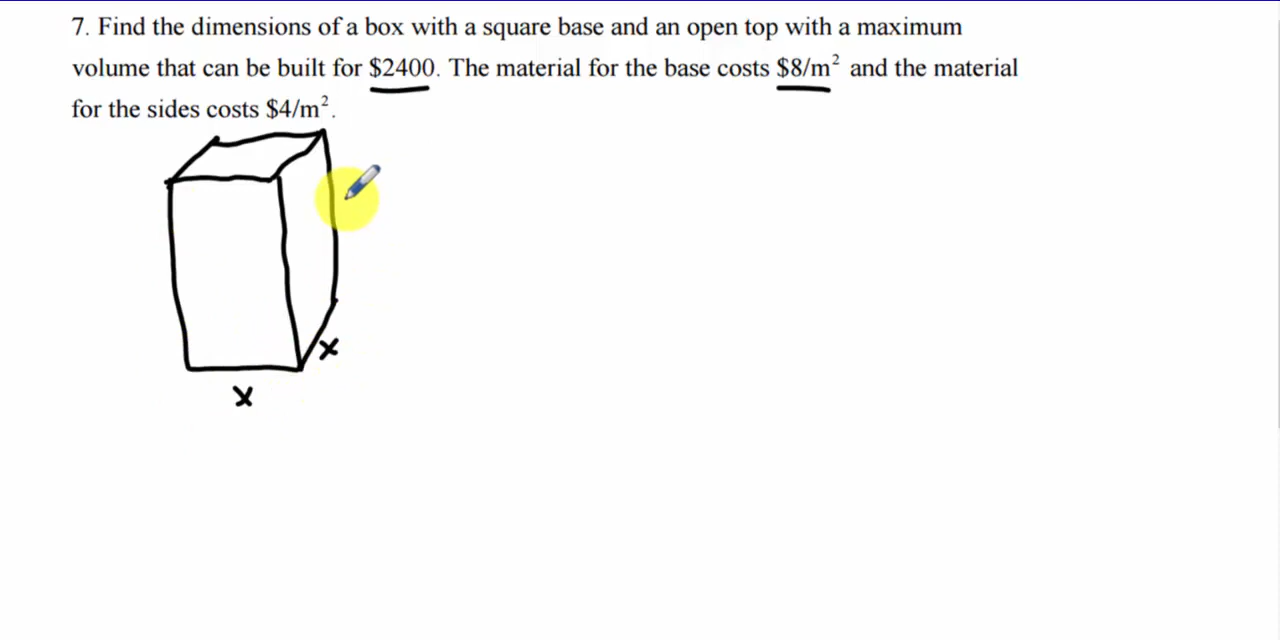 7. Find the dimensions of a box with a square base and an open top with a maximum
volume that can be built for $2400. The material for the base costs $8/m² and the material
for the sides costs $4/m².
x
x